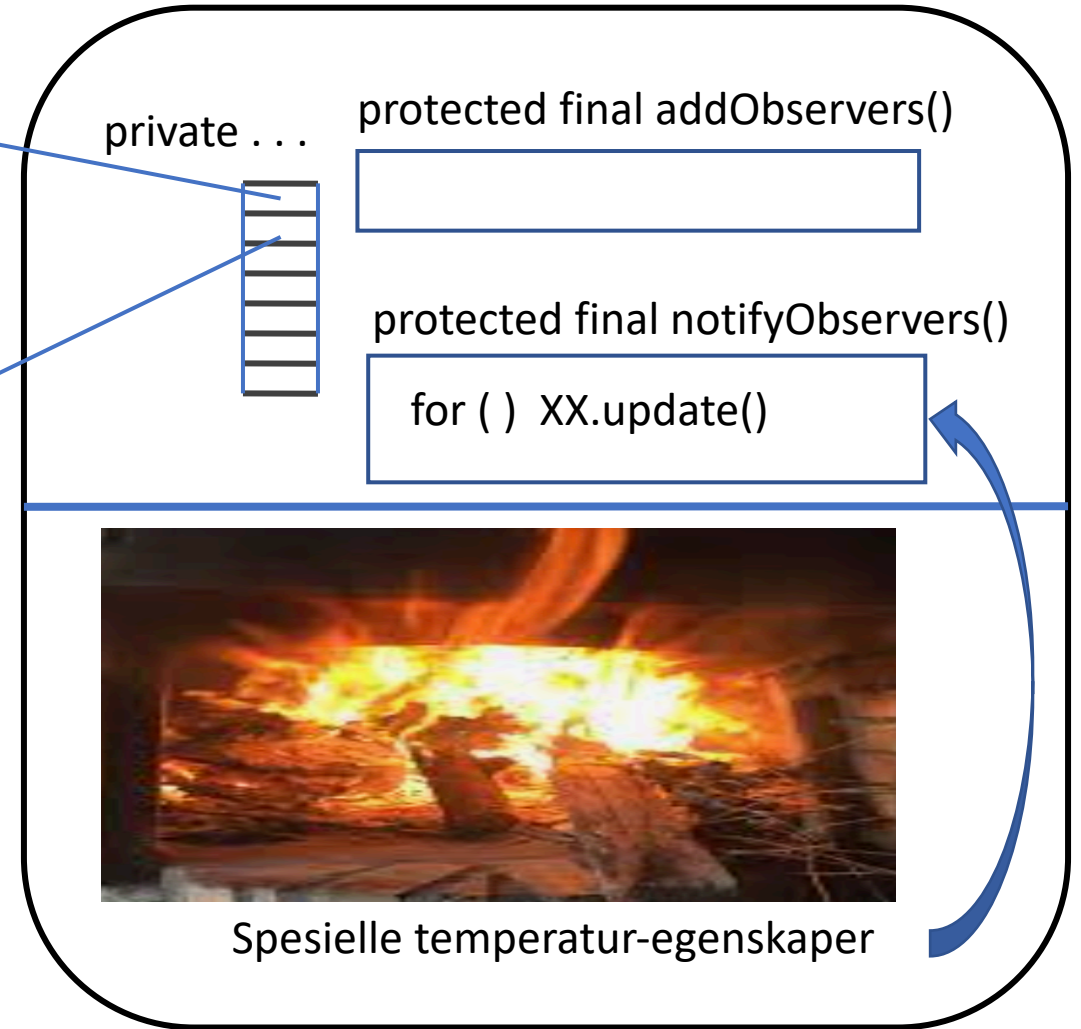 protected final addObservers()
private . . .
protected final notifyObservers()
for ( )  XX.update()
Spesielle temperatur-egenskaper